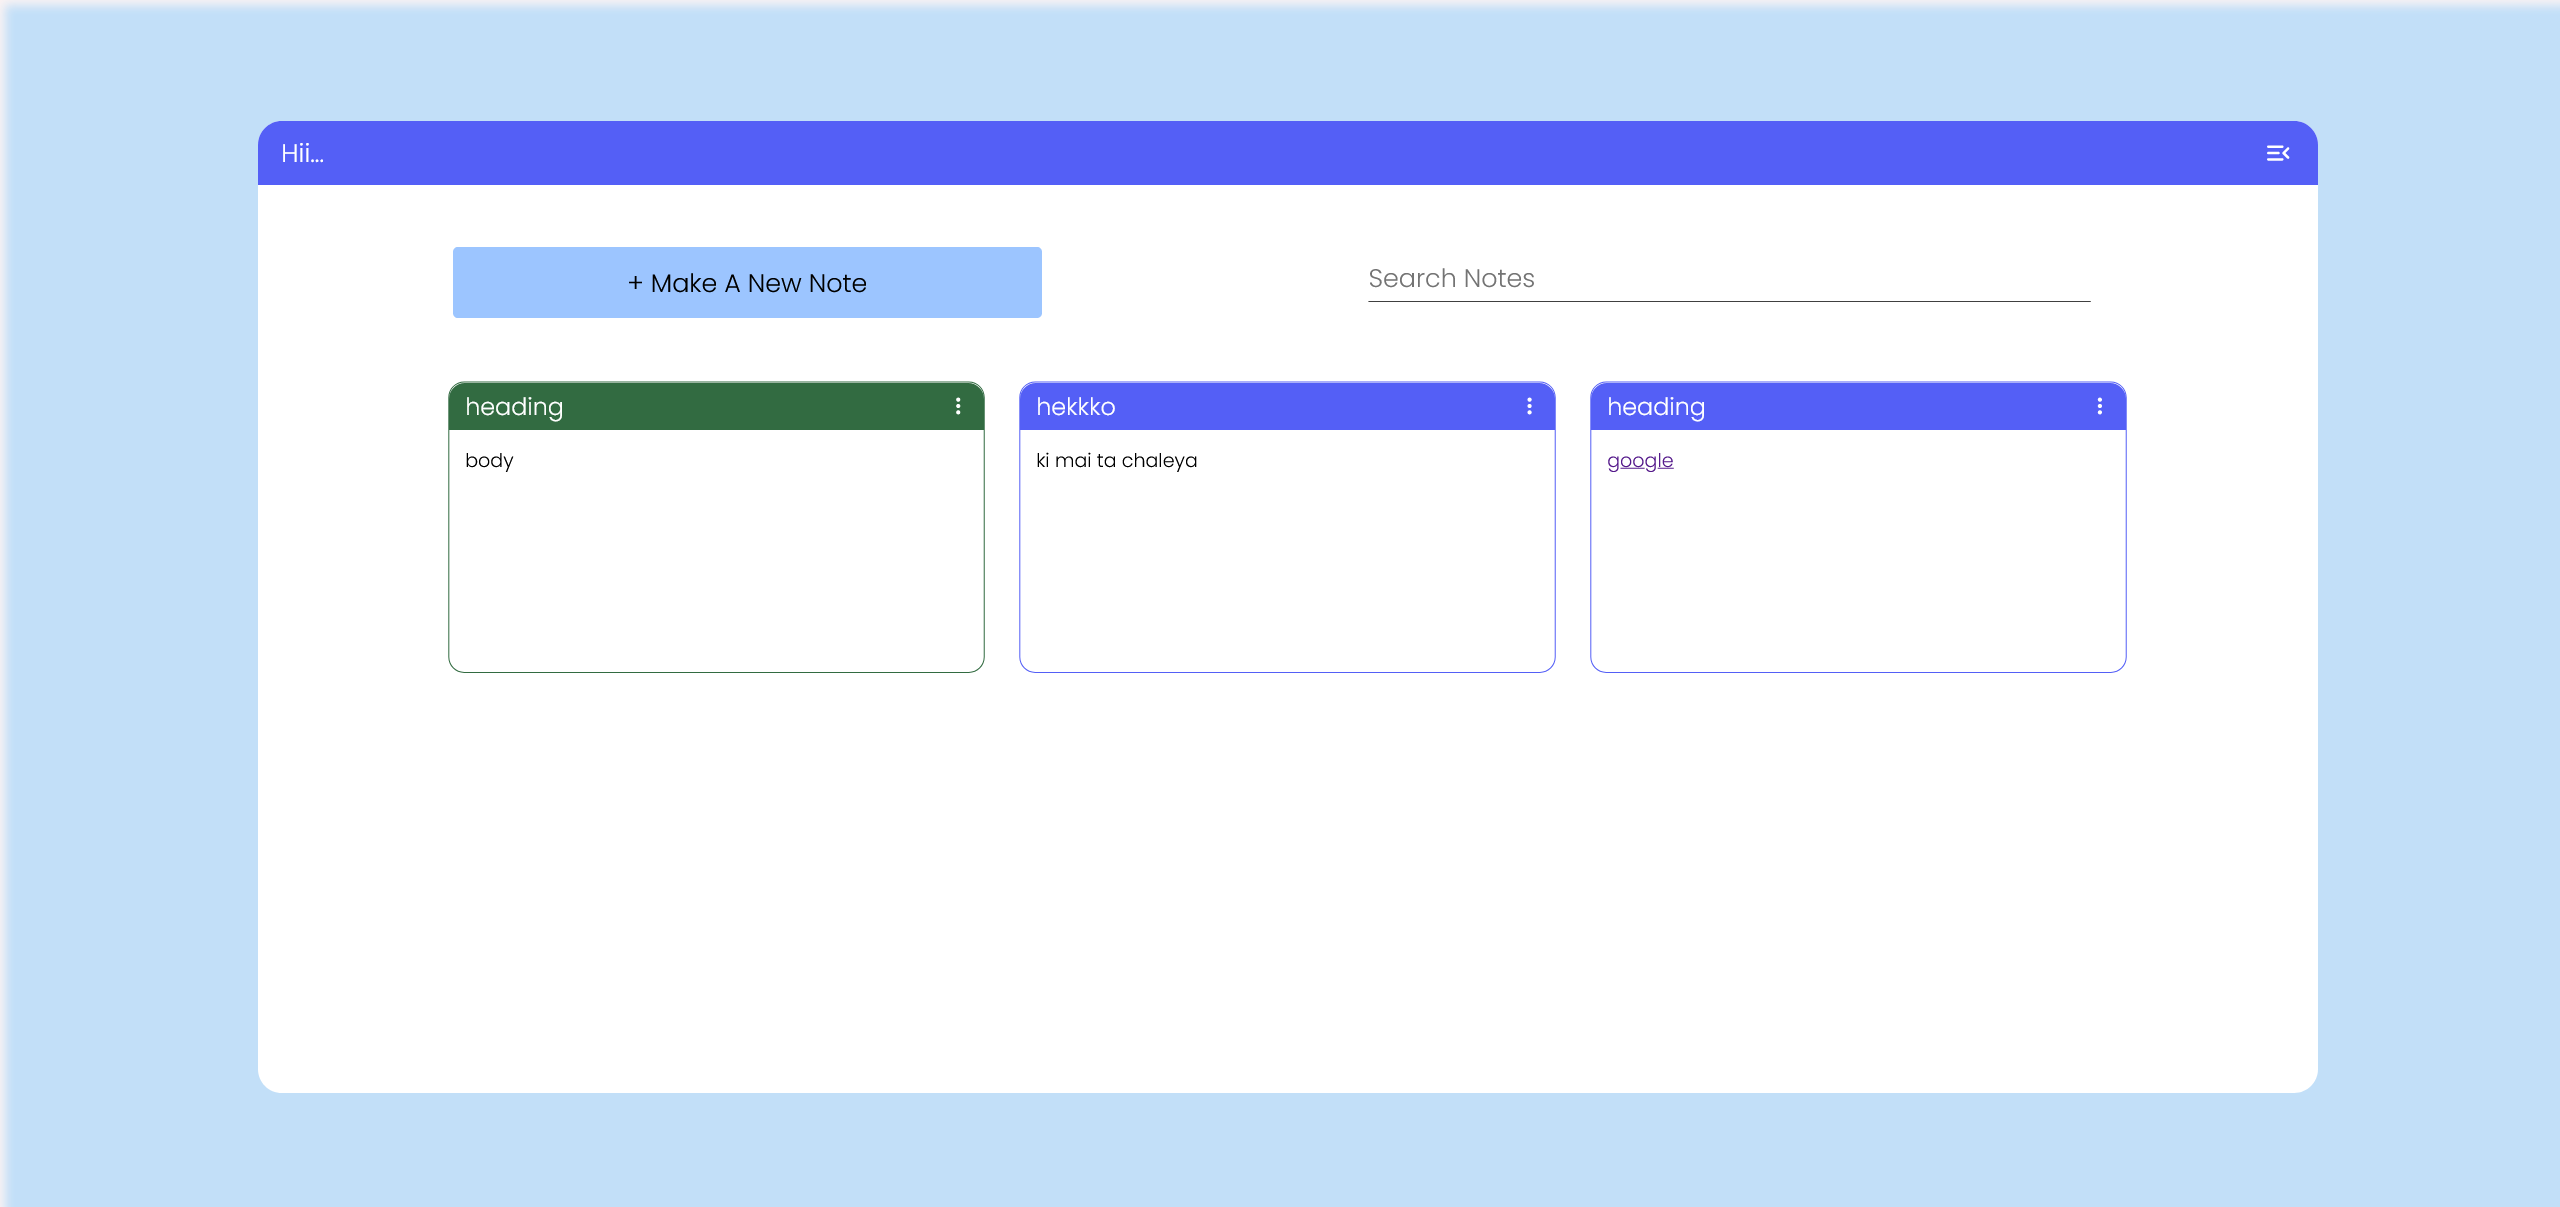 Hii...
+ Make A New Note
Search Notes
heading
body
hekkko
ki mai ta chaleya
heading
google